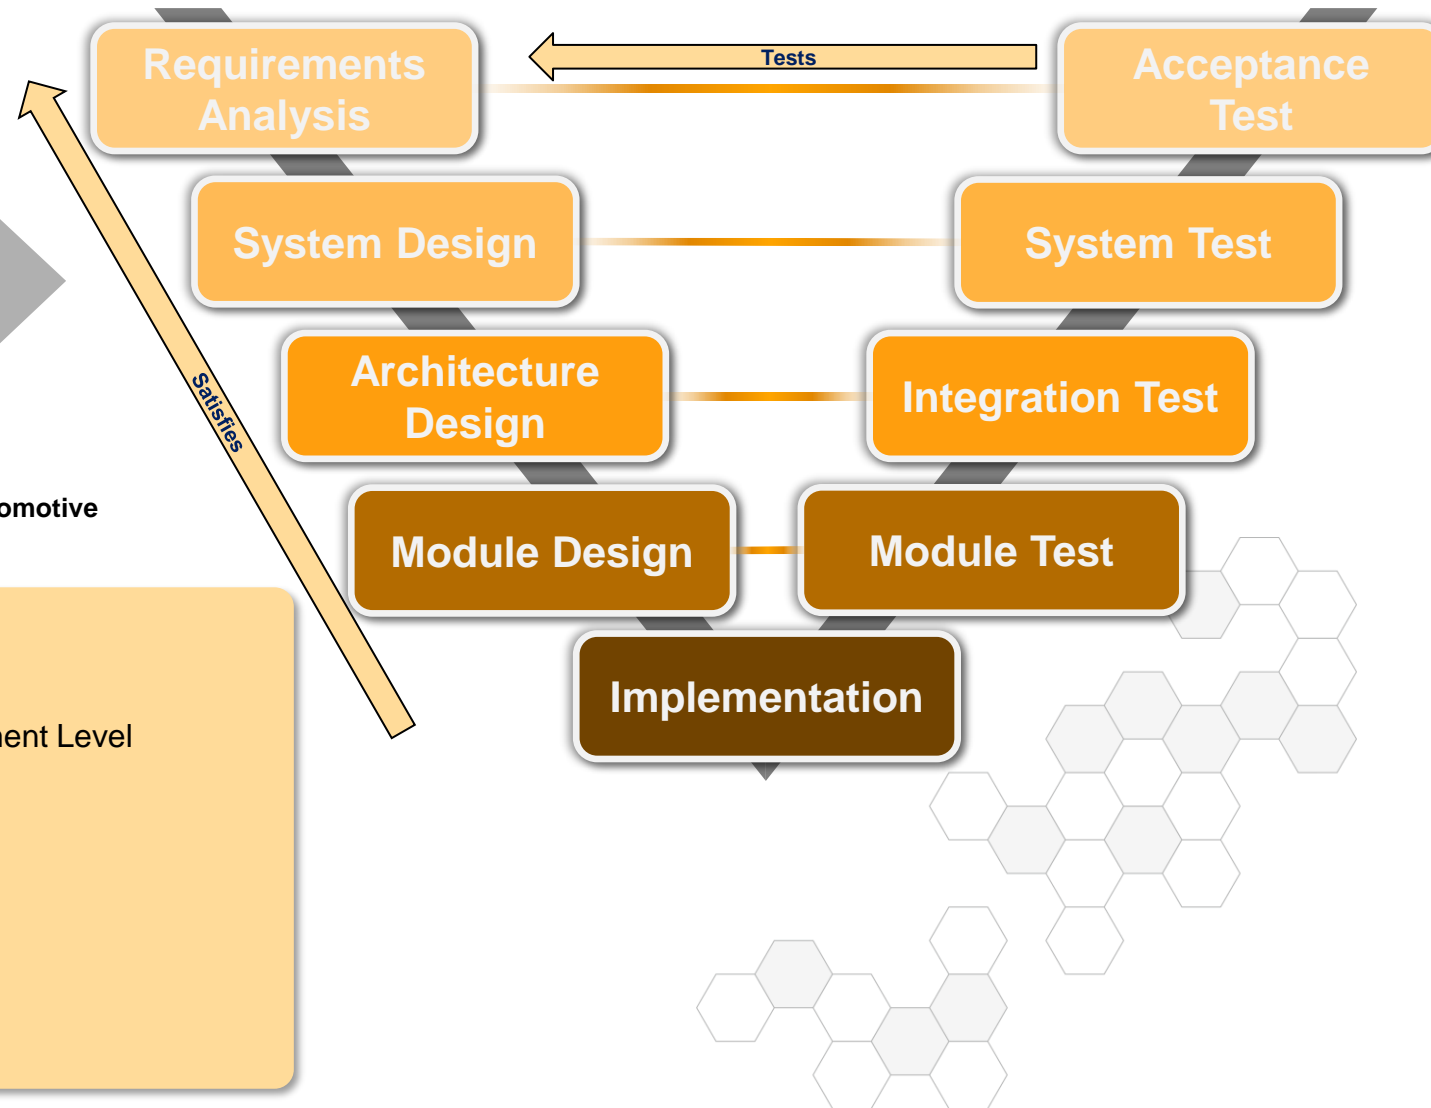 Requirements
Analysis
Tests
Acceptance
Test
System Design
System Test
Architecture
Design
Integration Test
Satisfies
omotive
Module Design
Module Test
Implementation
nent Level